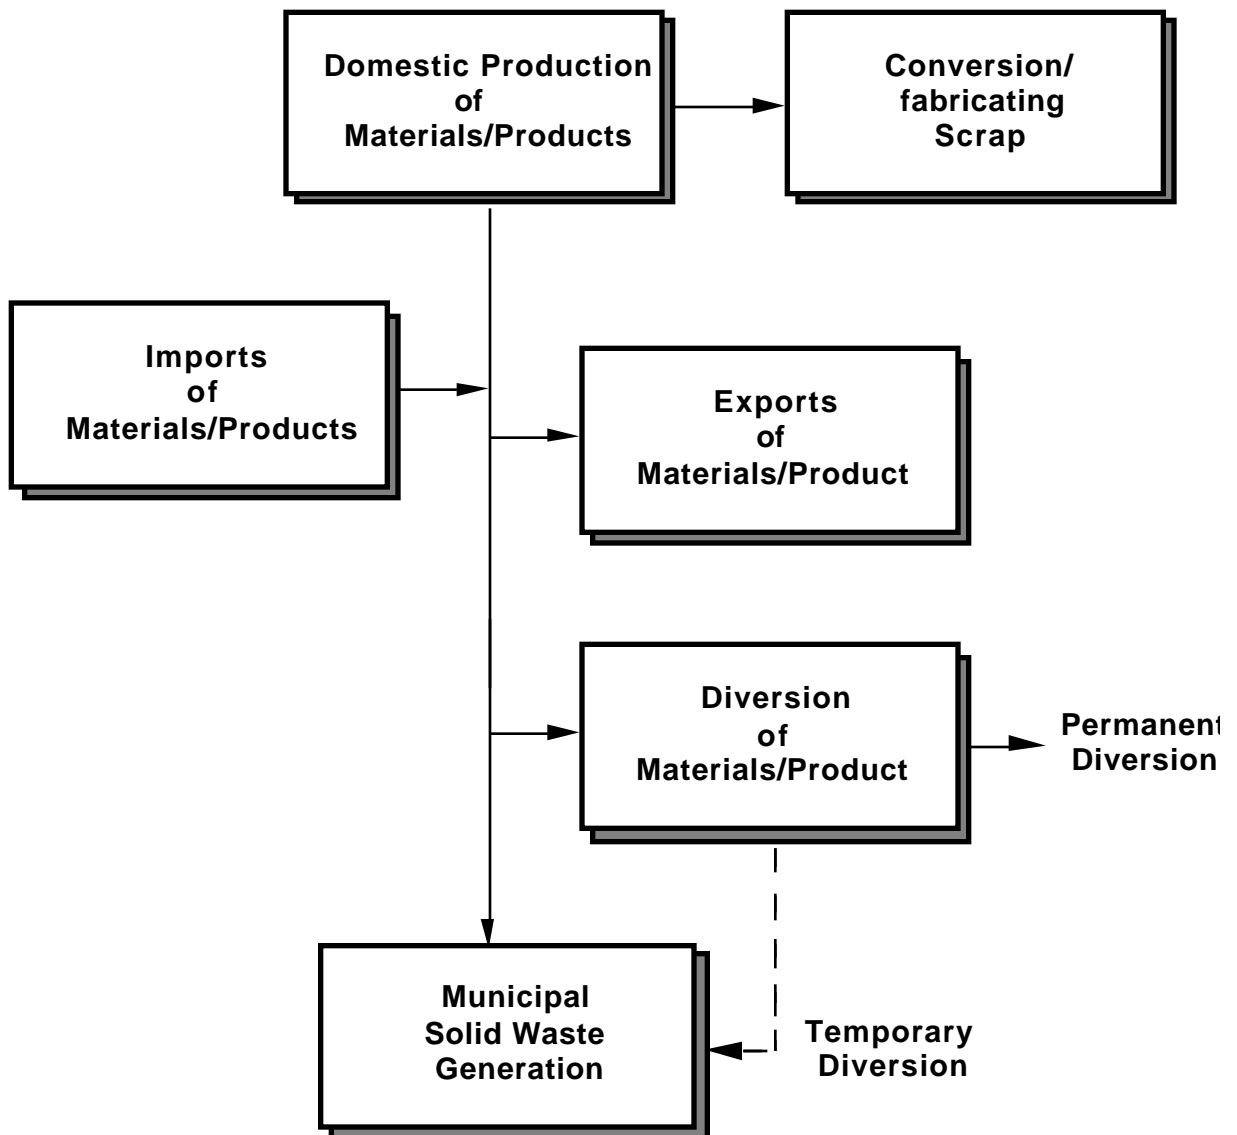 Domestic Production
of
Materials/Products
Conversion/
fabricating
Scrap
Imports
of
Materials/Products
Exports
of
Materials/Product
Diversion
of
Materials/Product
Permanent
Diversion
Municipal
Solid Waste
Generation
Temporary
Diversion